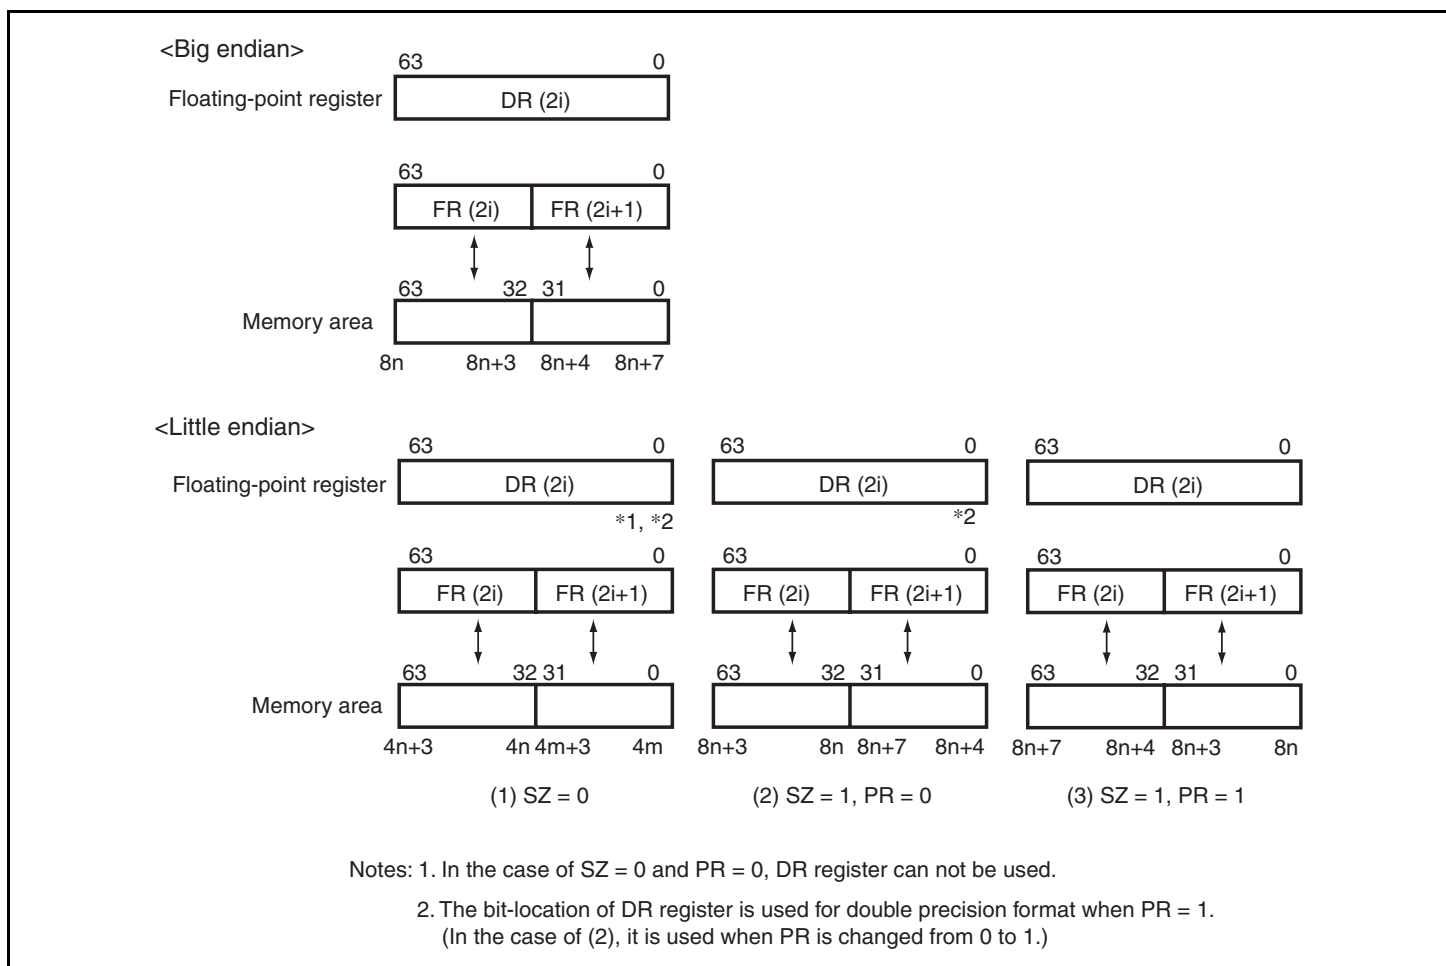 <Big endian>
63 0
Floating-point register DR (2i)
63 0
FR (2i) FR (2i+1)
63 32 31 0
Memory area
8n 8n+3 8n+4 8n+7
<Little endian>
63 0 63 0 63 0
Floating-point register DR (2i) DR (2i) DR (2i)
*1, *2 *2
63 0 63 0 63 0
FR (2i) FR (2i+1) FR (2i) FR (2i+1) FR (2i) FR (2i+1)
63 32 31 0 63 32 31 0 63 32 31 0
Memory area
4n+3 4n 4m+3 4m 8n+3 8n 8n+7 8n+4 8n+7 8n+4 8n+3 8n
(1) SZ = 0 (2) SZ = 1, PR = 0 (3) SZ = 1, PR = 1
Notes: 1. In the case of SZ = 0 and PR = 0, DR register can not be used.
2. The bit-location of DR register is used for double precision format when PR = 1.
(In the case of (2), it is used when PR is changed from 0 to 1.)